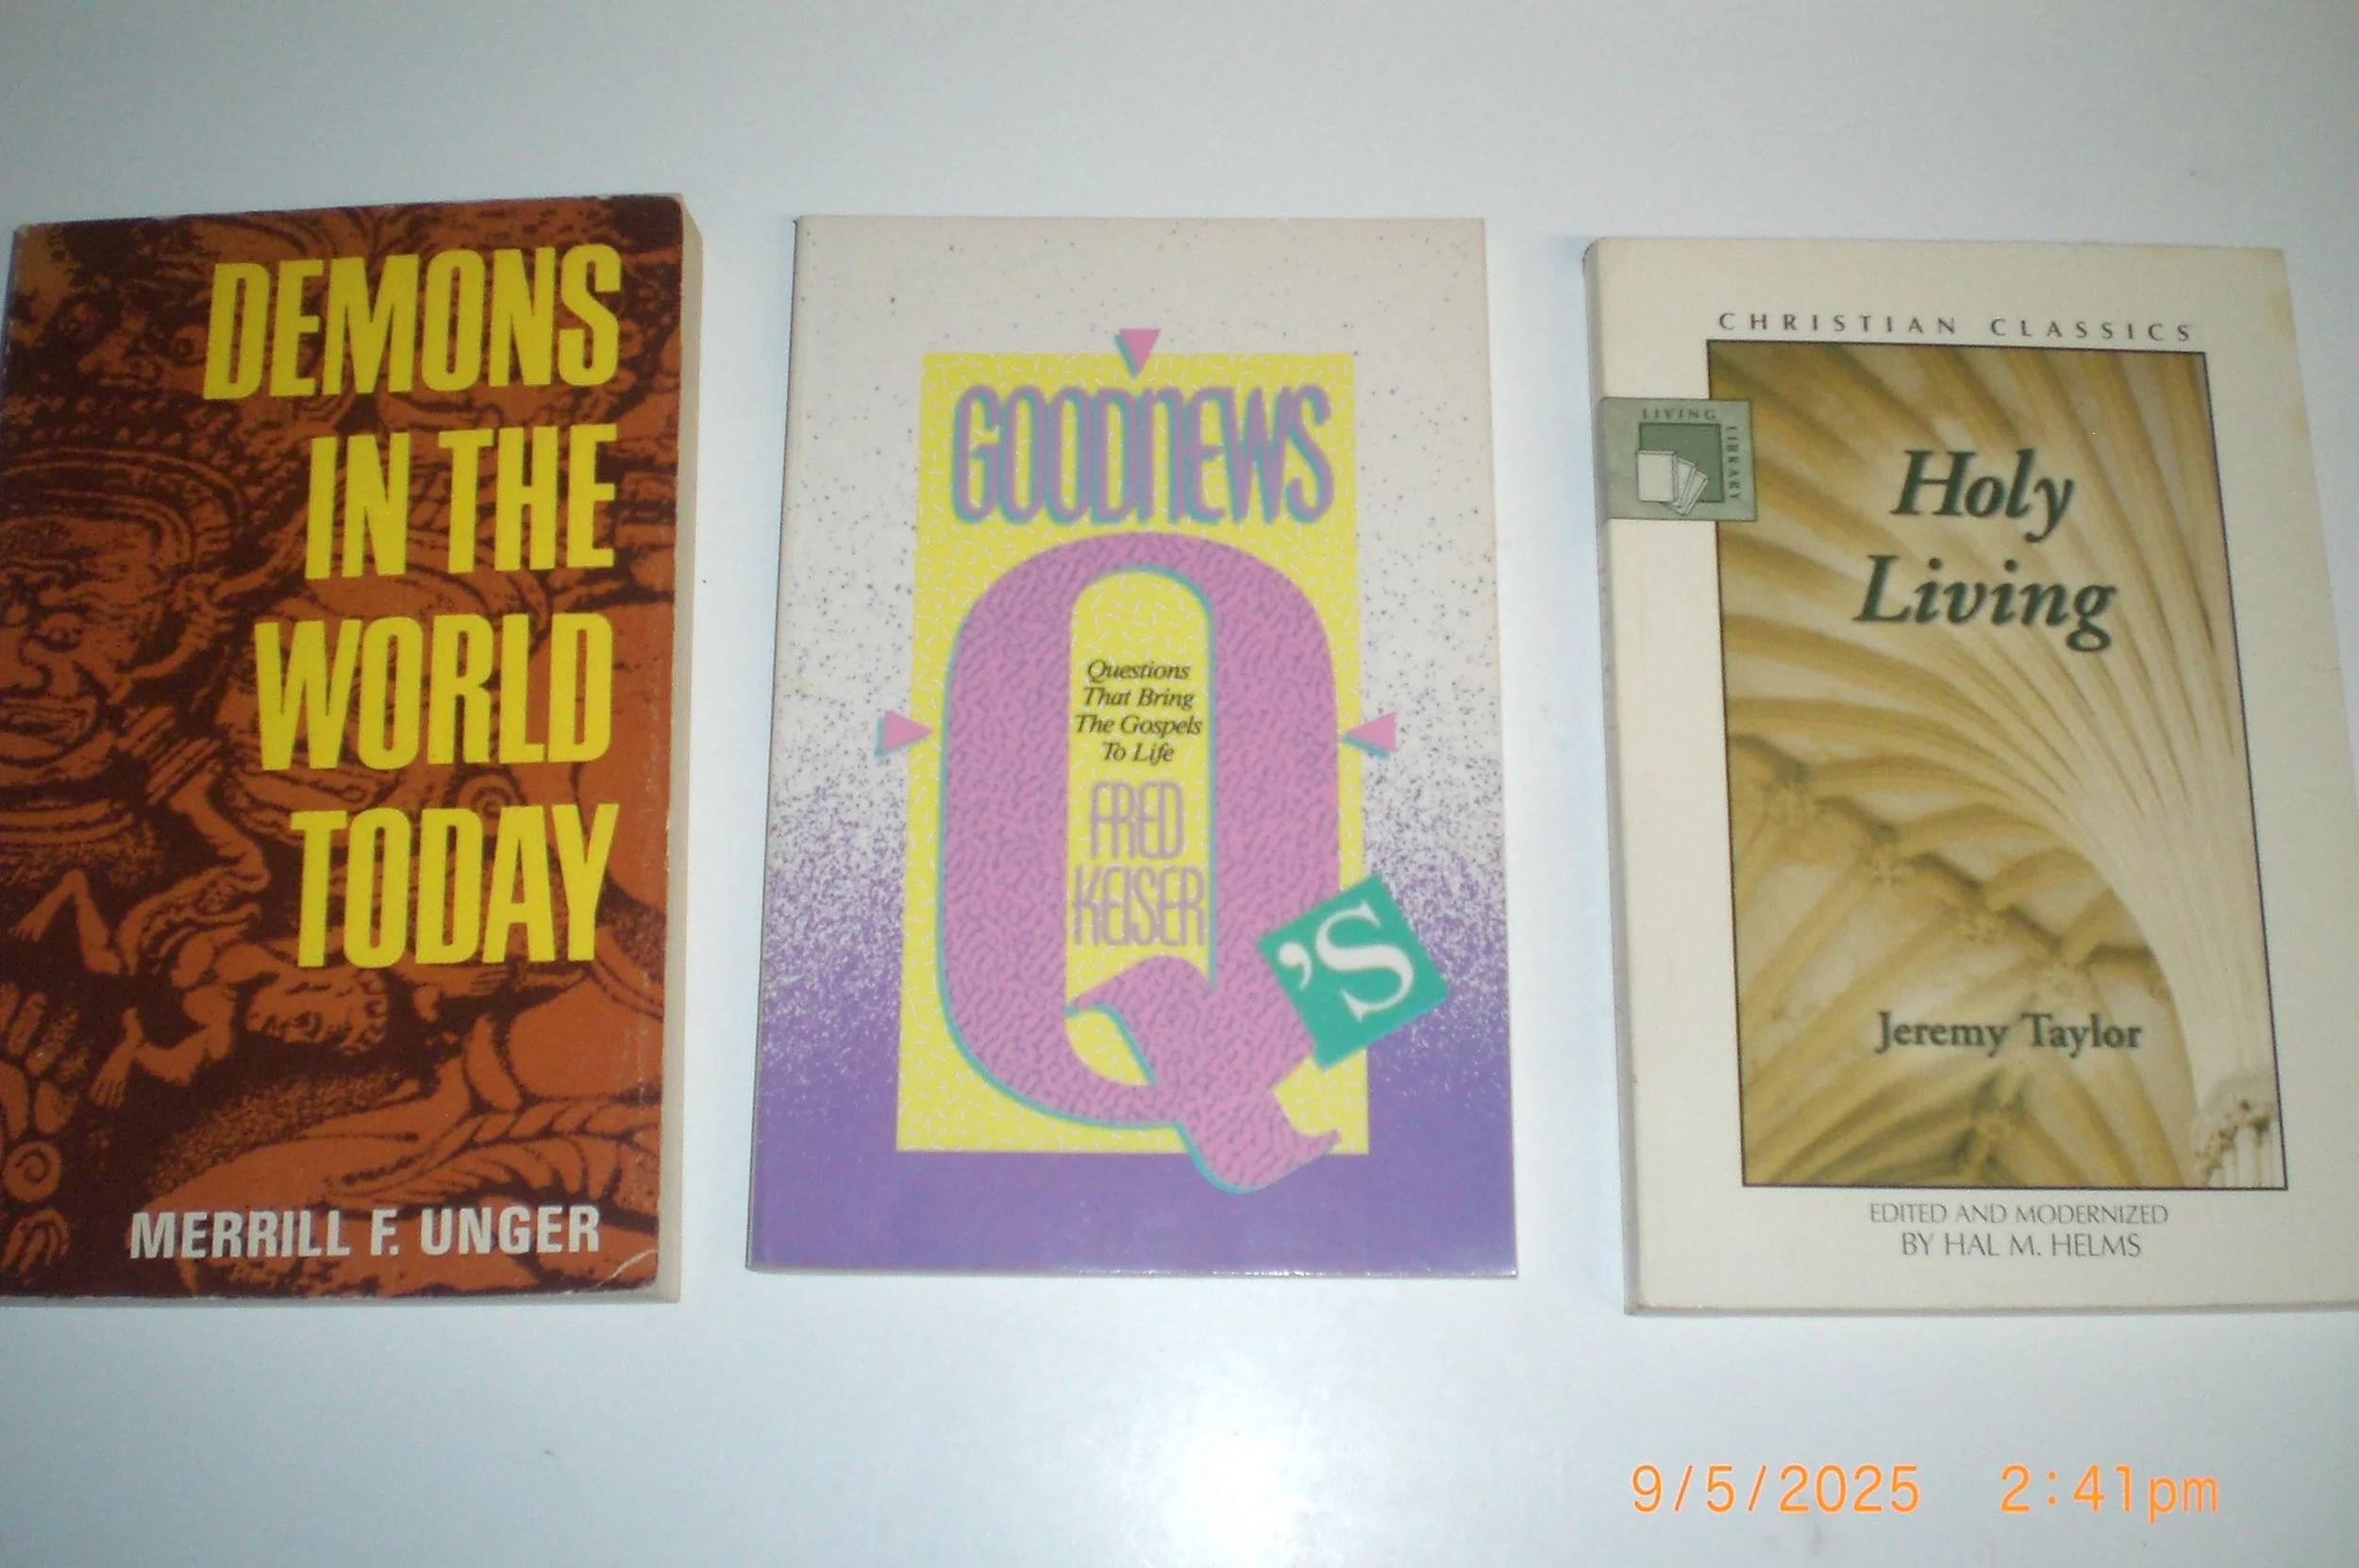 DEMONS
IN THE
WORLD
TODAY
MERRILL F. UNGER
GOODNEWS
Q
'S
Questions
That Bring
The Gospels
To Life
FRED
KEISER
CHRISTIAN CLASSICS
LIVING
LIBRARY
Holy
Living
Jeremy Taylor
EDITED AND MODERNIZED
BY HAL M. HELMS
9/5/2025 2:41pm